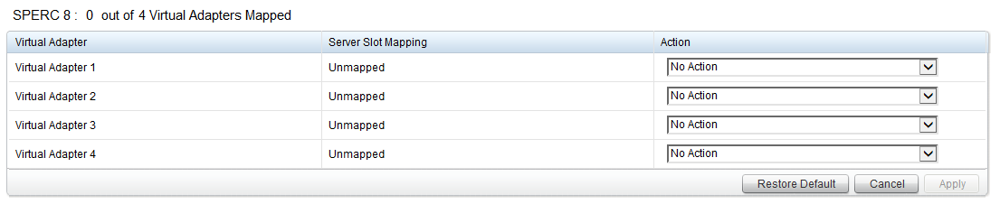 SPERC 8 : 0 out of 4 Virtual Adapters Mapped
Virtual Adapter Server Slot Mapping Action
Virtual Adapter 1 Unmapped No Action
Virtual Adapter 2 Unmapped No Action
Virtual Adapter 3 Unmapped No Action
Virtual Adapter 4 Unmapped No Action
Restore Default Cancel Apply